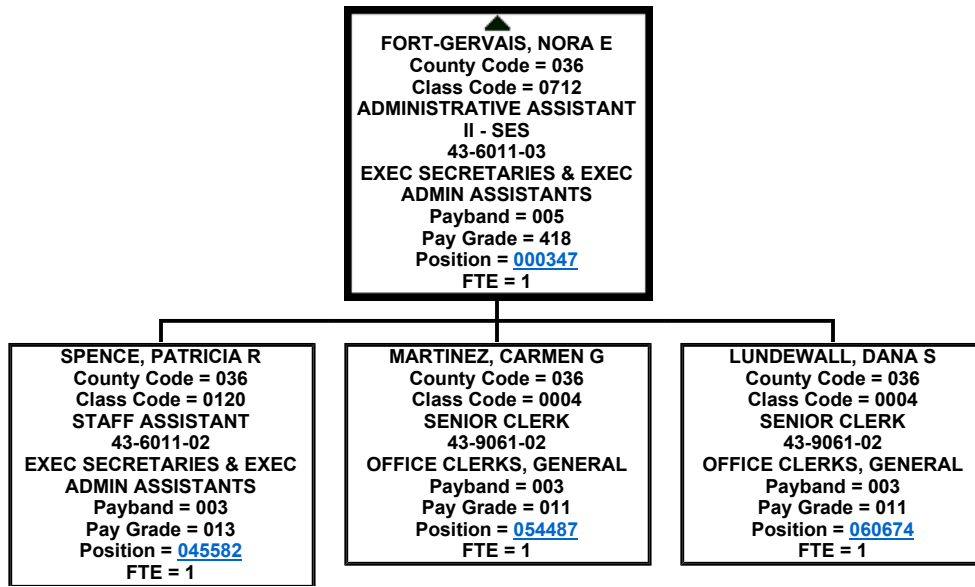 FORT-GERVAIS, NORA E
County Code = 036
Class Code = 0712
ADMINISTRATIVE ASSISTANT
II - SES
43-6011-03
EXEC SECRETARIES & EXEC
ADMIN ASSISTANTS
Payband = 005
Pay Grade = 418
Position = 000347
FTE = 1
SPENCE, PATRICIA R
County Code = 036
Class Code = 0120
STAFF ASSISTANT
43-6011-02
EXEC SECRETARIES & EXEC
ADMIN ASSISTANTS
Payband = 003
Pay Grade = 013
Position = 045582
FTE = 1
MARTINEZ, CARMEN G
County Code = 036
Class Code = 0004
SENIOR CLERK
43-9061-02
OFFICE CLERKS, GENERAL
Payband = 003
Pay Grade = 011
Position = 054487
FTE = 1
LUNDEWALL, DANA S
County Code = 036
Class Code = 0004
SENIOR CLERK
43-9061-02
OFFICE CLERKS, GENERAL
Payband = 003
Pay Grade = 011
Position = 060674
FTE = 1